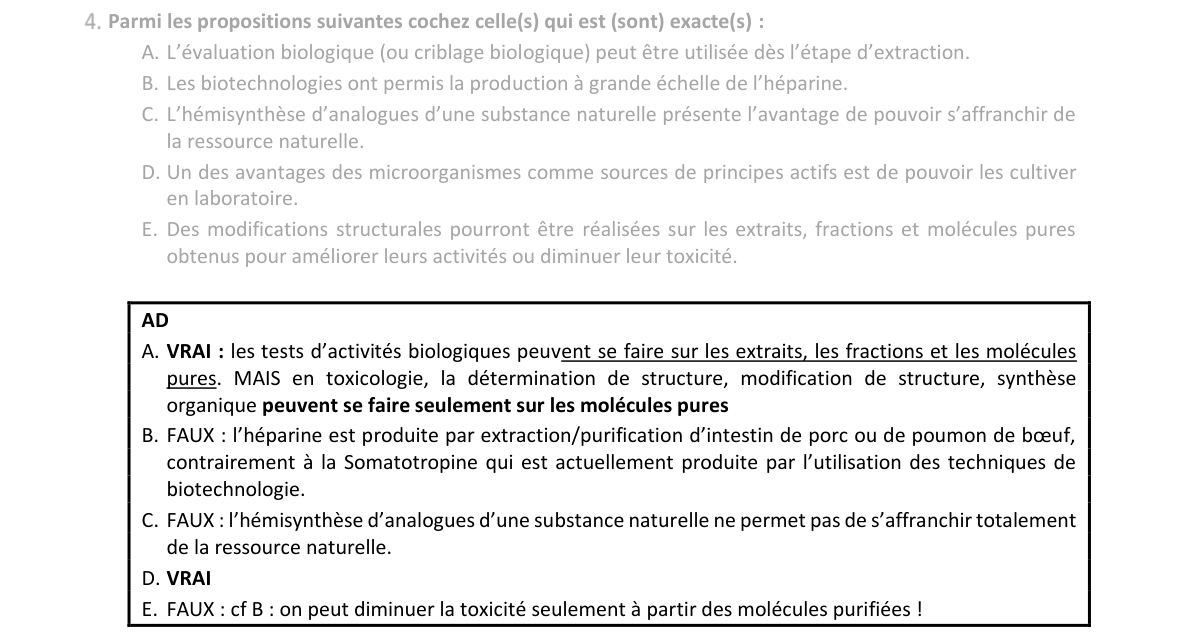 4. Parmi les propositions suivantes cochez celle(s) qui est (sont) exacte(s) :
A. L’évaluation biologique (ou criblage biologique) peut être utilisée dès l’étape d’extraction.
B. Les biotechnologies ont permis la production à grande échelle de l’héparine.
C. L’hémisynthèse d’analogues d’une substance naturelle présente l’avantage de pouvoir s’affranchir de
la ressource naturelle.
D. Un des avantages des microorganismes comme sources de principes actifs est de pouvoir les cultiver
en laboratoire.
E. Des modifications structurales pourront être réalisées sur les extraits, fractions et molécules pures
obtenus pour améliorer leurs activités ou diminuer leur toxicité.
AD
A. VRAI : les tests d’activités biologiques peuvent se faire sur les extraits, les fractions et les molécules
pures. MAIS en toxicologie, la détermination de structure, modification de structure, synthèse
organique peuvent se faire seulement sur les molécules pures
B. FAUX : l’héparine est produite par extraction/purification d’intestin de porc ou de poumon de bœuf,
contrairement à la Somatotropine qui est actuellement produite par l’utilisation des techniques de
biotechnologie.
C. FAUX : l’hémisynthèse d’analogues d’une substance naturelle ne permet pas de s’affranchir totalement
de la ressource naturelle.
D. VRAI
E. FAUX : cf B : on peut diminuer la toxicité seulement à partir des molécules purifiées !